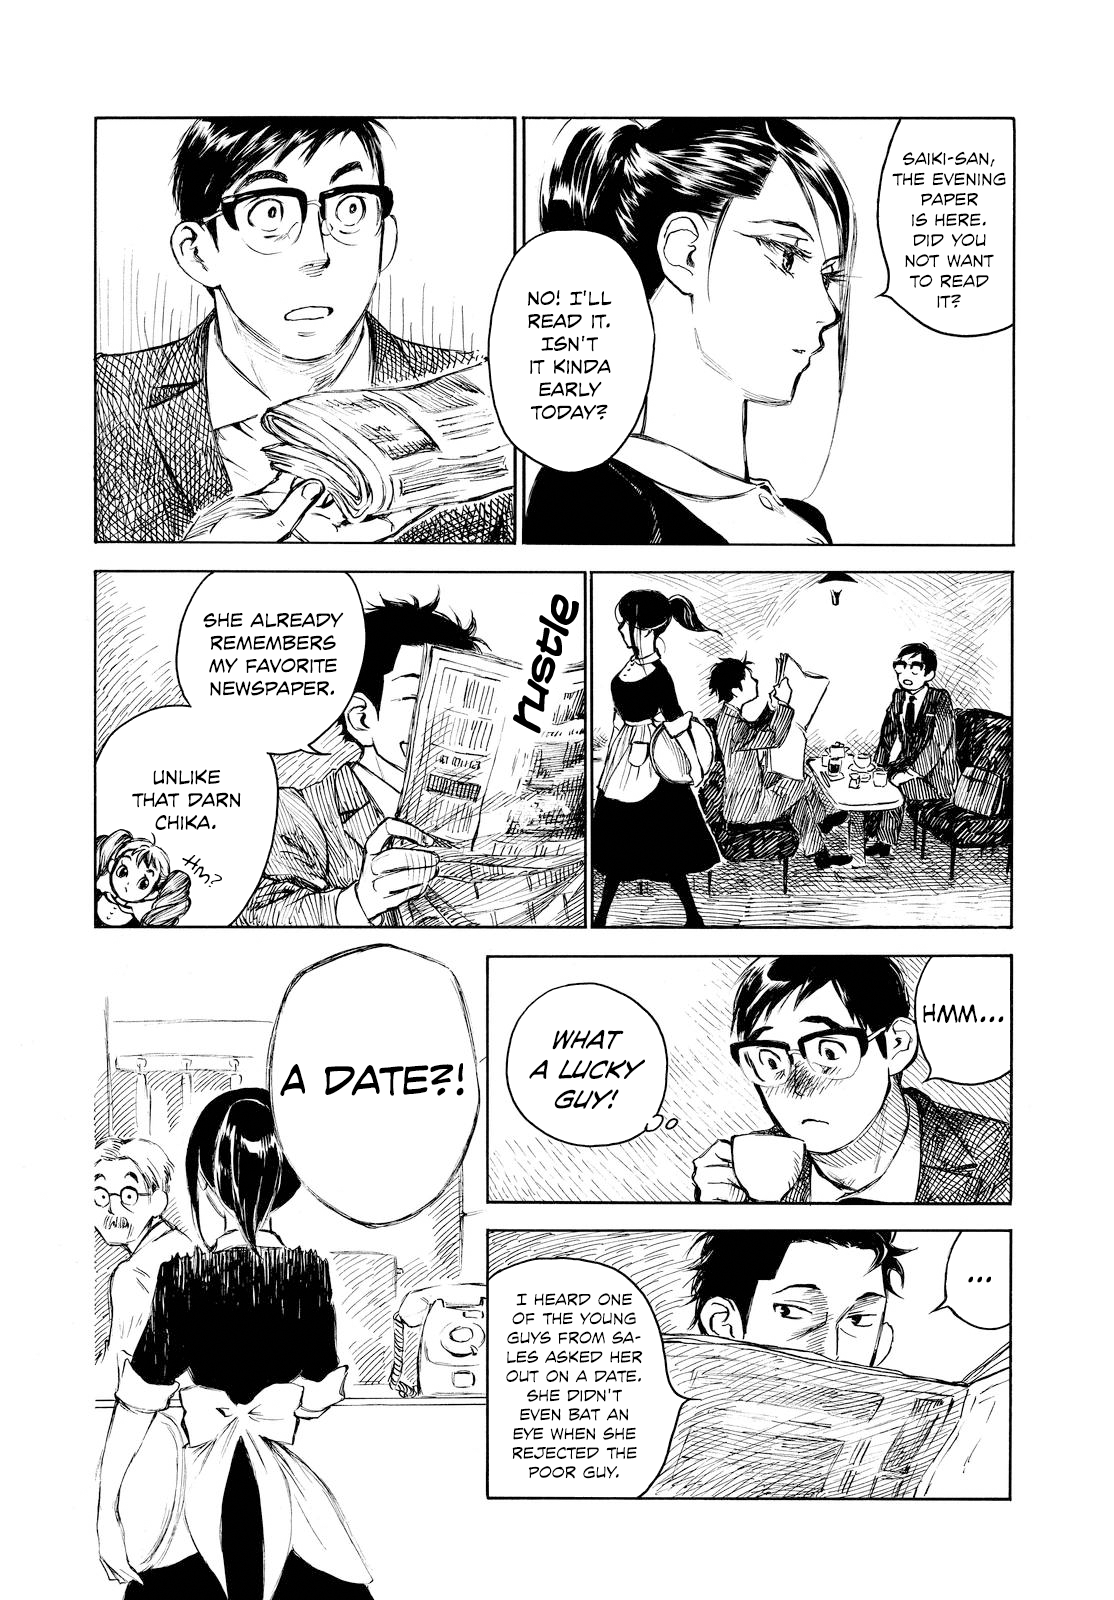 SAIKI-SAN,
THE EVENING
PAPER
IS HERE.
DID YOU
NOT WANT
TO READ
IT?
NO! I'LL
READ IT.
ISN'T
IT KINDA
EARLY
TODAY?
rustle
SHE ALREADY
REMEMBERS
MY FAVORITE
NEWSPAPER.
UNLIKE
THAT DARN
CHIKA.
HM?
HMM...
WHAT
A LUCKY
GUY!
...
I HEARD ONE
OF THE YOUNG
GUYS FROM SA-
LES ASKED HER
OUT ON A DATE.
SHE DIDN'T
EVEN BAT AN
EYE WHEN SHE
REJECTED THE
POOR GUY.
A DATE?!